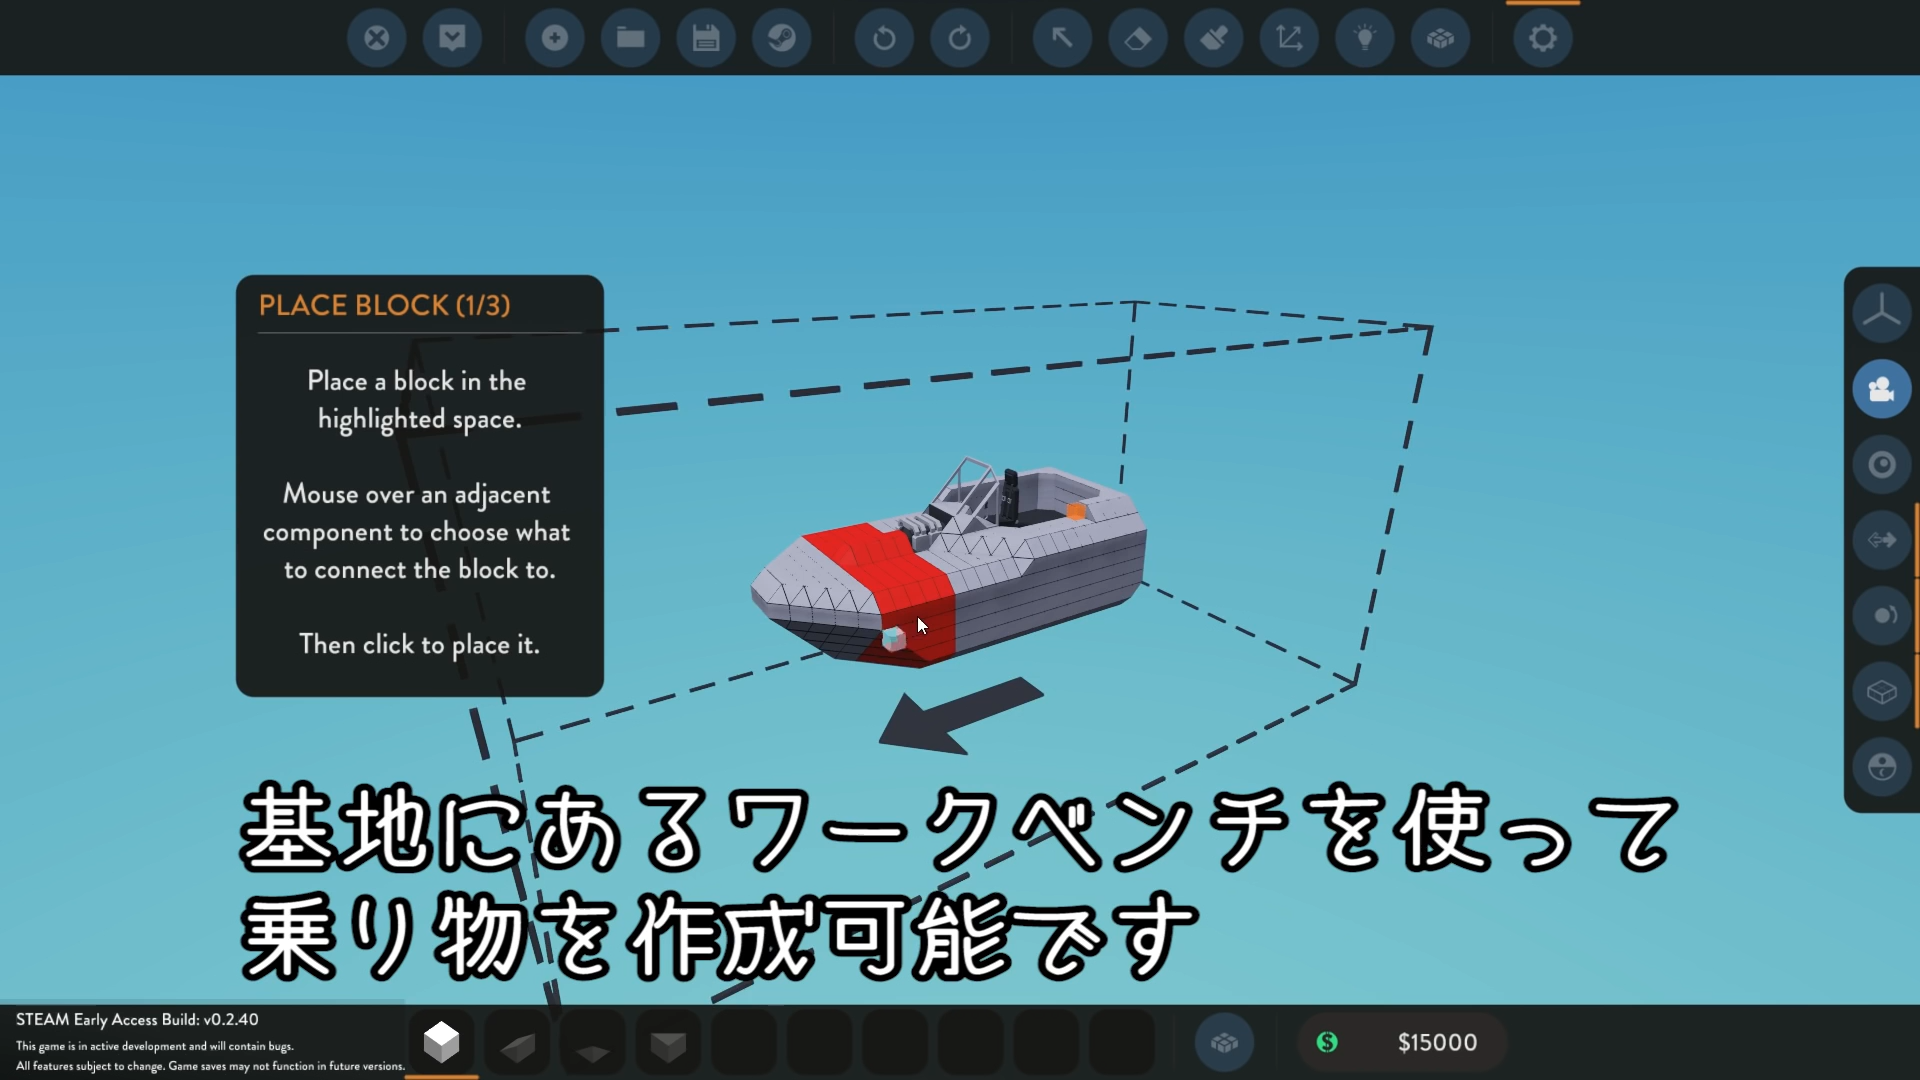 PLACE BLOCK (1/3)
Place a block in the
highlighted space.
Mouse over an adjacent
component to choose what
to connect the block to.
Then click to place it.
基地にあるワークベンチを使って
乗り物を作成可能です
STEAM Early Access Build: v0.2.40
This game is in active development and will contain bugs.
All features subject to change. Game saves may not function in future versions.
$15000